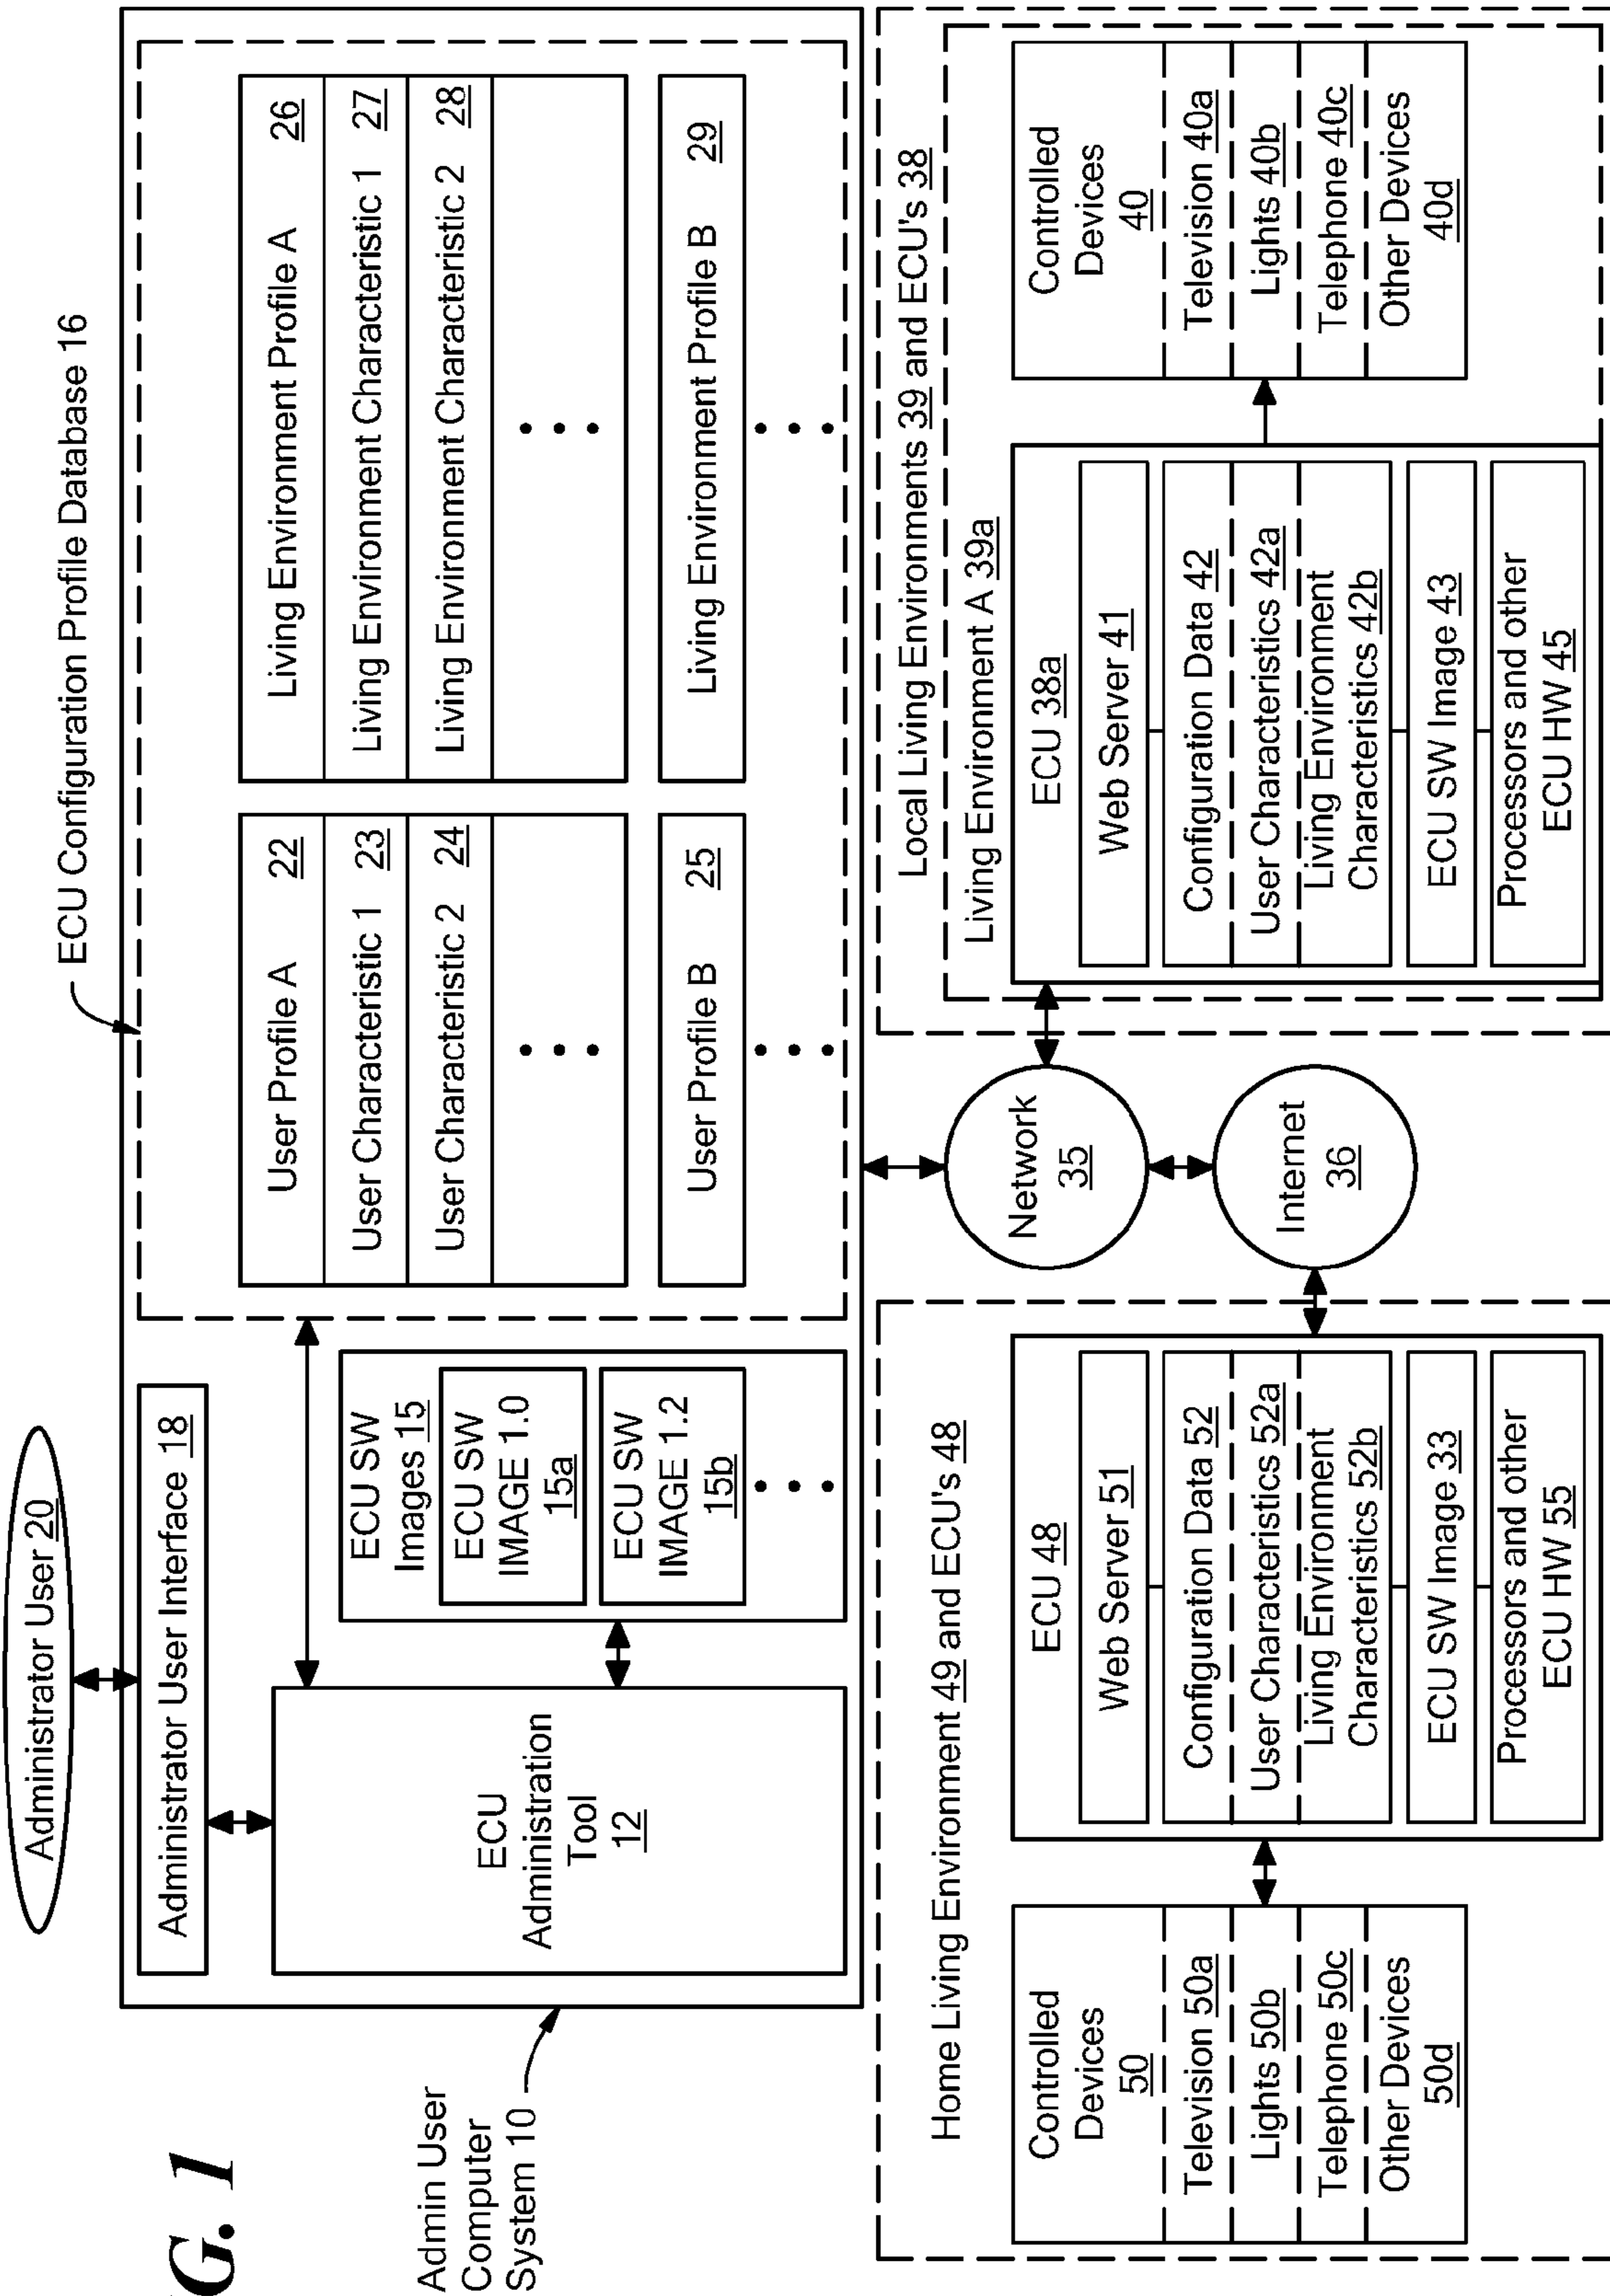 G. 1
Administrator User 20
Administrator User Interface 18
ECU Configuration Profile Database 16
Admin User
Computer
System 10
ECU
Administration
Tool
12
ECU SW
Images 15
ECU SW
IMAGE 1.0
15a
ECU SW
IMAGE 1.2
15b
User Profile A 22
User Characteristic 1 23
User Characteristic 2 24
User Profile B 25
Living Environment Profile A 26
Living Environment Characteristic 1 27
Living Environment Characteristic 2 28
Living Environment Profile B 29
Network
35
Internet
36
Home Living Environment 49 and ECU's 48
Controlled
Devices
50
Television 50a
Lights 50b
Telephone 50c
Other Devices
50d
ECU 48
Web Server 51
Configuration Data 52
User Characteristics 52a
Living Environment
Characteristics 52b
ECU SW Image 33
Processors and other
ECU HW 55
Local Living Environments 39 and ECU's 38
Living Environment A 39a
ECU 38a
Web Server 41
Configuration Data 42
User Characteristics 42a
Living Environment
Characteristics 42b
ECU SW Image 43
Processors and other
ECU HW 45
Controlled
Devices
40
Television 40a
Lights 40b
Telephone 40c
Other Devices
40d